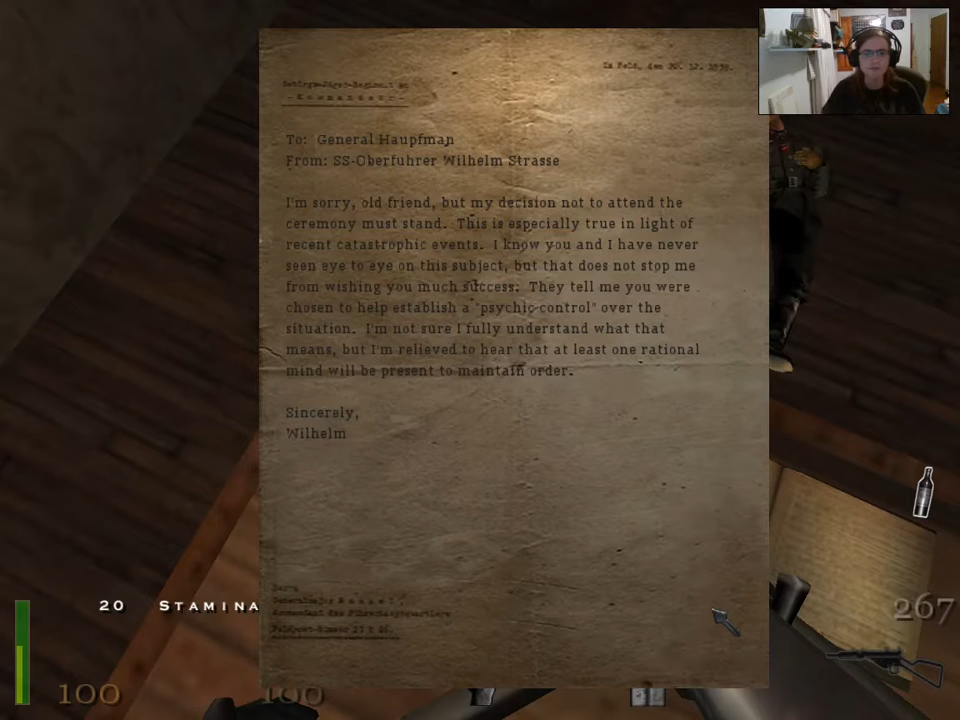 To: General Haupfman
From: SS-Oberfuhrer Wilhelm Strasse
I'm sorry, old friend, but my decision not to attend the
ceremony must stand. This is especially true in light of
recent catastrophic events. I know you and I have never
seen eye to eye on this subject, but that does not stop me
from wishing you much success. They tell me you were
chosen to help establish a "psychic control" over the
situation. I'm not sure I fully understand what that
means, but I'm relieved to hear that at least one rational
mind will be present to maintain order.
Sincerely,
Wilhelm
20 STAMINA
267
100
100